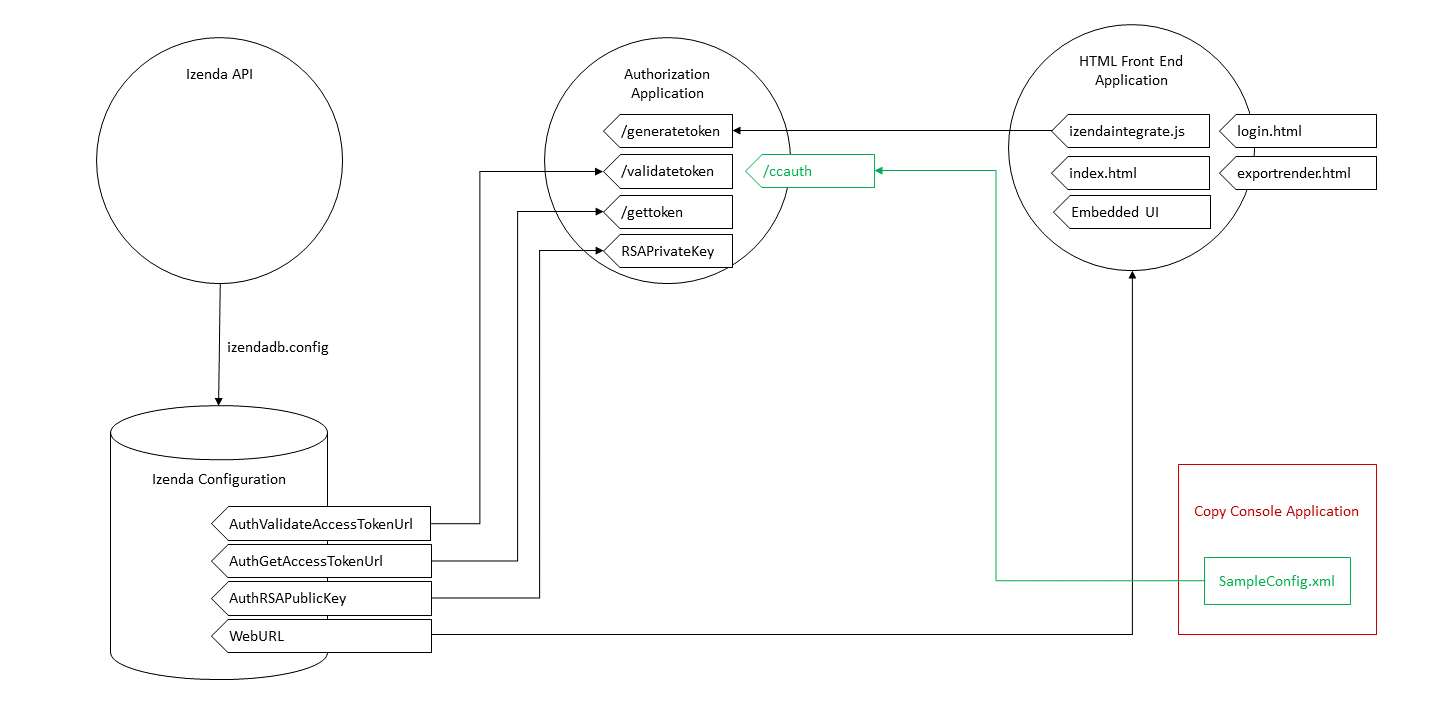 Izenda API
Authorization
Application
/generatetoken
/validatetoken
/ccauth
/gettoken
RSAPrivateKey
HTML Front End
Application
izendaintegrate.js
login.html
index.html
exportrender.html
Embedded UI
izendadb.config
Izenda Configuration
AuthValidateAccessTokenUrl
AuthGetAccessTokenUrl
AuthRSAPublicKey
WebURL
Copy Console Application
SampleConfig.xml